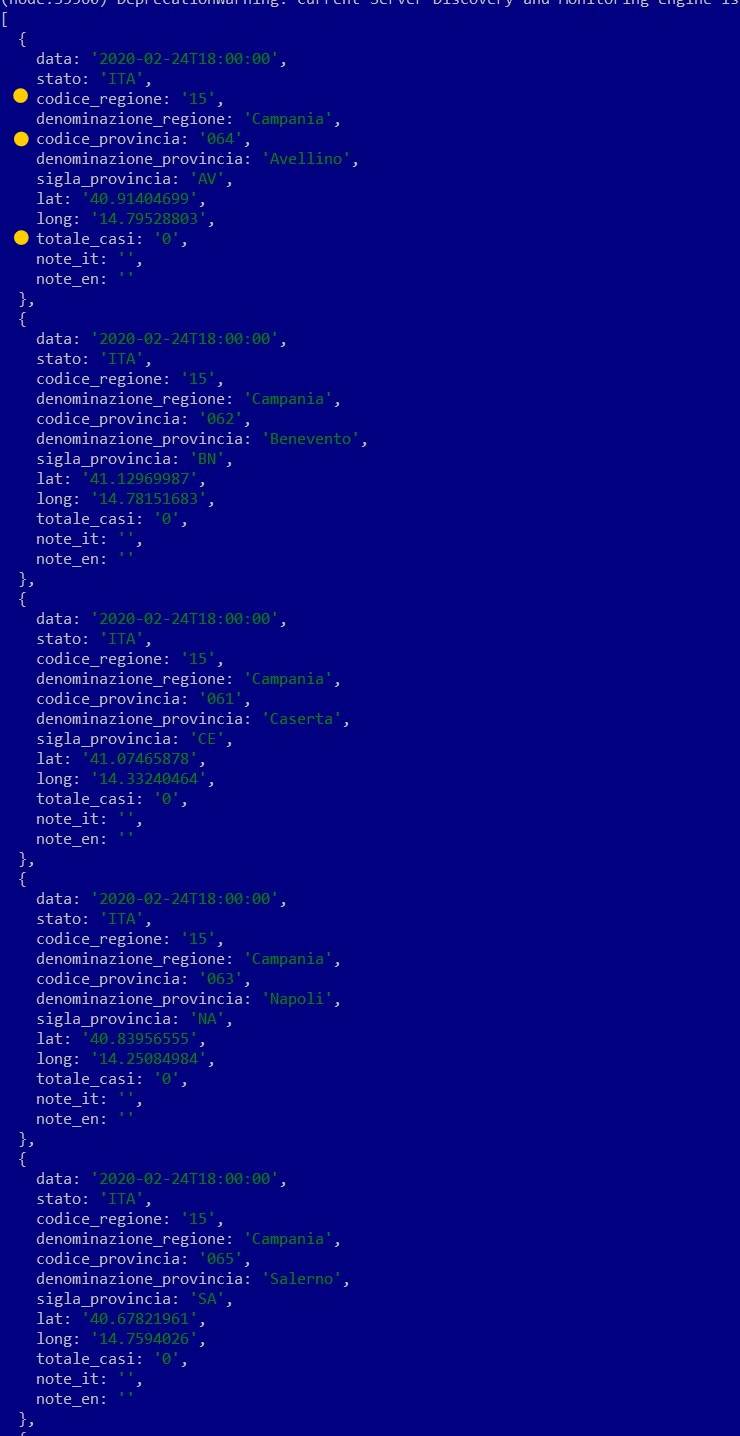 (node:39300) DeprecationWarning: current Server Discovery and Monitoring engine is
[
{
data: '2020-02-24T18:00:00',
stato: 'ITA',
codice_regione: '15',
denominazione_regione: 'Campania',
codice_provincia: '064',
denominazione_provincia: 'Avellino',
sigla_provincia: 'AV',
lat: '40.91404699',
long: '14.79528803',
totale_casi: '0',
note_it: '',
note_en: ''
},
{
data: '2020-02-24T18:00:00',
stato: 'ITA',
codice_regione: '15',
denominazione_regione: 'Campania',
codice_provincia: '062',
denominazione_provincia: 'Benevento',
sigla_provincia: 'BN',
lat: '41.12969987',
long: '14.78151683',
totale_casi: '0',
note_it: '',
note_en: ''
},
{
data: '2020-02-24T18:00:00',
stato: 'ITA',
codice_regione: '15',
denominazione_regione: 'Campania',
codice_provincia: '061',
denominazione_provincia: 'Caserta',
sigla_provincia: 'CE',
lat: '41.07465878',
long: '14.33240464',
totale_casi: '0',
note_it: '',
note_en: ''
},
{
data: '2020-02-24T18:00:00',
stato: 'ITA',
codice_regione: '15',
denominazione_regione: 'Campania',
codice_provincia: '063',
denominazione_provincia: 'Napoli',
sigla_provincia: 'NA',
lat: '40.83956555',
long: '14.25084984',
totale_casi: '0',
note_it: '',
note_en: ''
},
{
data: '2020-02-24T18:00:00',
stato: 'ITA',
codice_regione: '15',
denominazione_regione: 'Campania',
codice_provincia: '065',
denominazione_provincia: 'Salerno',
sigla_provincia: 'SA',
lat: '40.67821961',
long: '14.7594026',
totale_casi: '0',
note_it: '',
note_en: ''
},
{